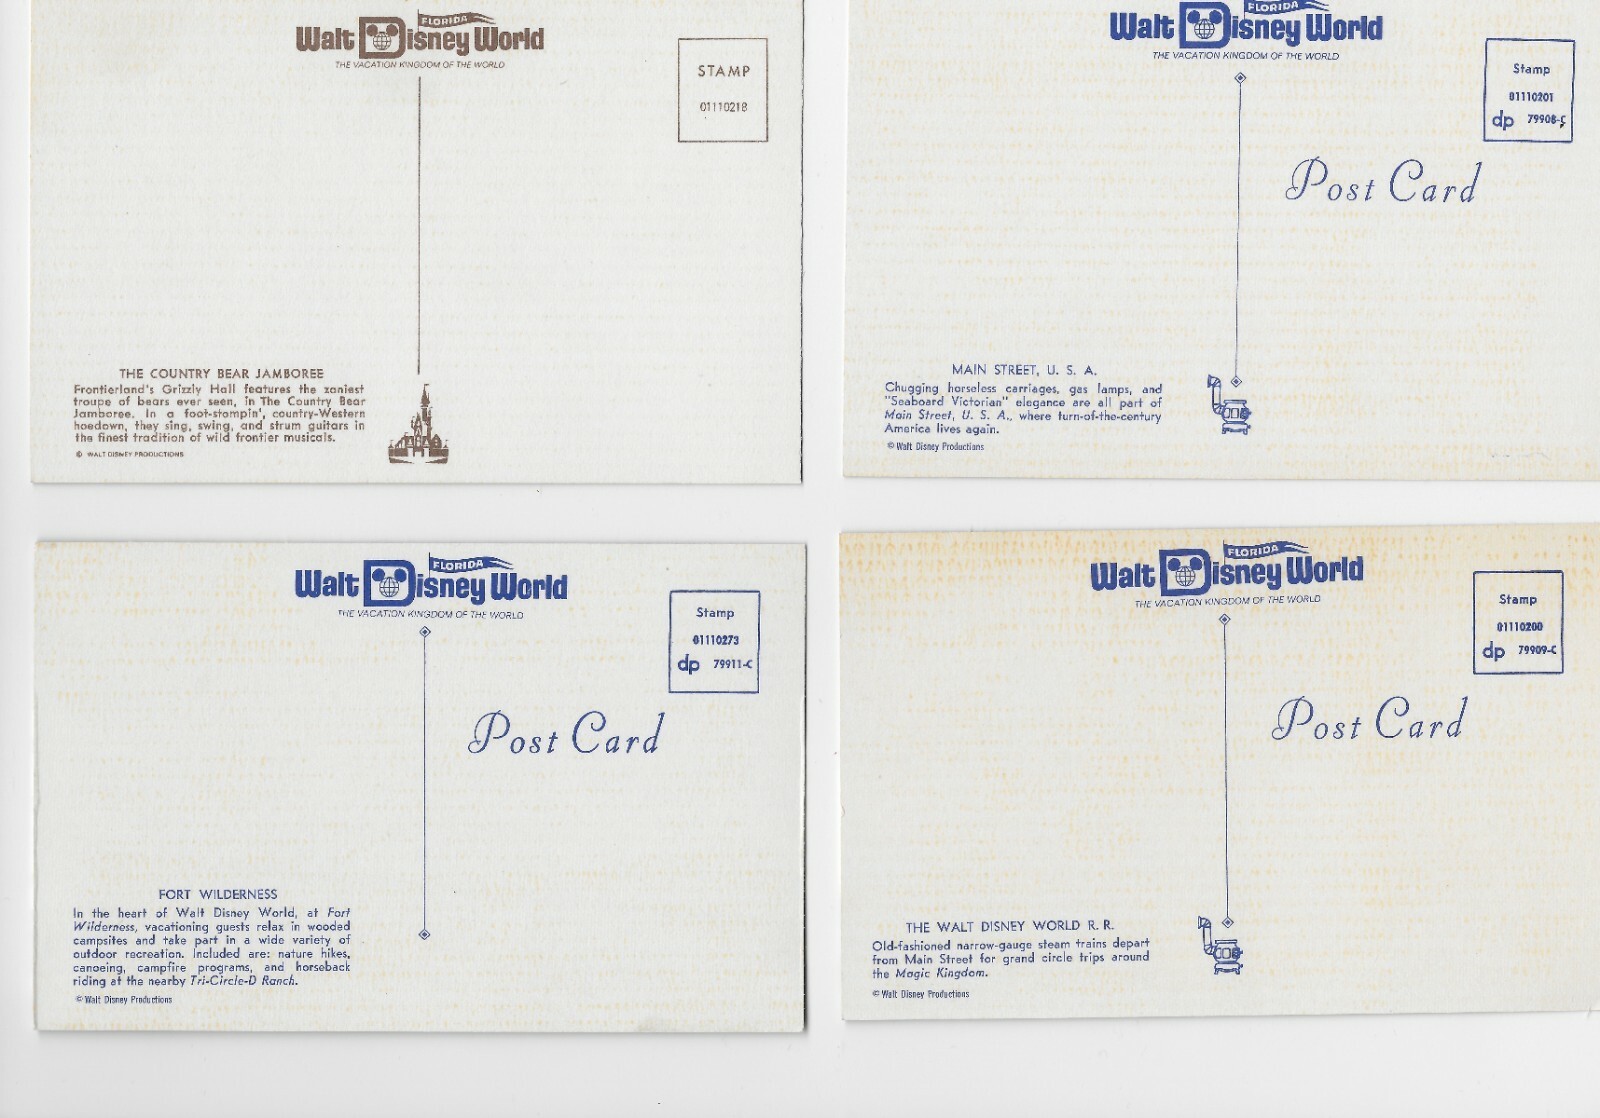 FLORIDA
Walt Disney World
THE VACATION KINGDOM OF THE WORLD
STAMP
01110218
THE COUNTRY BEAR JAMBOREE
Frontierland's Grizzly Hall features the zaniest
troupe of bears ever seen, in The Country Bear
Jamboree. In a foot-stompin', country-Western
hoedown, they sing, swing, and strum guitars in
the finest tradition of wild frontier musicals.
© WALT DISNEY PRODUCTIONS
FLORIDA
Walt Disney World
THE VACATION KINGDOM OF THE WORLD
Stamp
01110201
dp 79908-C
Post Card
MAIN STREET, U. S. A.
Chugging horseless carriages, gas lamps, and
"Seaboard Victorian" elegance are all part of
Main Street, U. S. A., where turn-of-the-century
America lives again.
© Walt Disney Productions
FLORIDA
Walt Disney World
THE VACATION KINGDOM OF THE WORLD
Stamp
01110273
dp 79911-C
Post Card
FORT WILDERNESS
In the heart of Walt Disney World, at Fort
Wilderness, vacationing guests relax in wooded
campsites and take part in a wide variety of
outdoor recreation. Included are: nature hikes,
canoeing, campfire programs, and horseback
riding at the nearby Tri-Circle-D Ranch.
© Walt Disney Productions
FLORIDA
Walt Disney World
THE VACATION KINGDOM OF THE WORLD
Stamp
01110200
dp 79909-C
Post Card
THE WALT DISNEY WORLD R. R.
Old-fashioned narrow-gauge steam trains depart
from Main Street for grand circle trips around
the Magic Kingdom.
© Walt Disney Productions